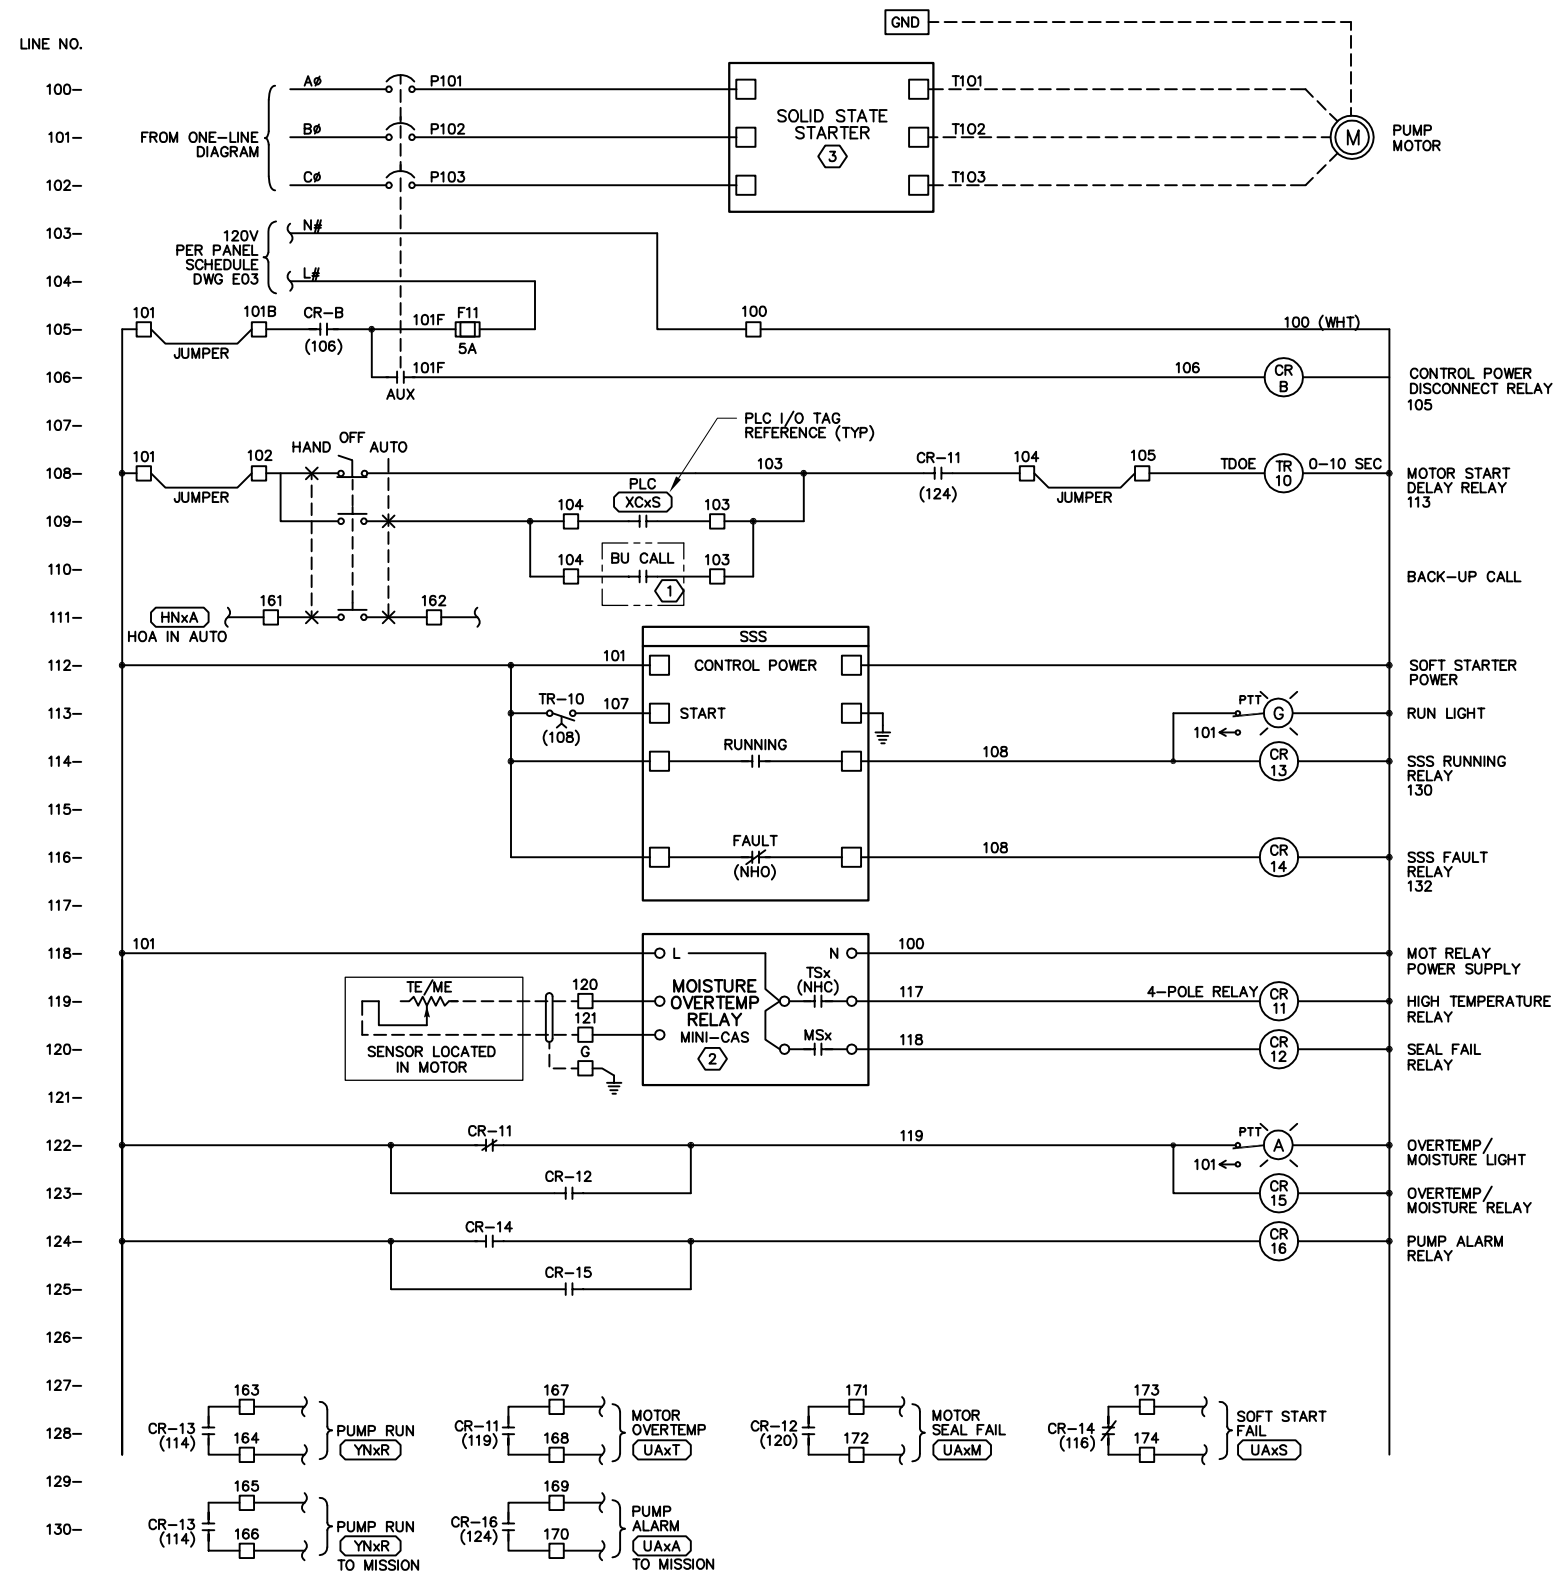 GND
LINE NO.
100-
AØ
P101
T101
SOLID STATE
STARTER
3
FROM ONE-LINE
DIAGRAM
101-
BØ
P102
T102
M
PUMP
MOTOR
102-
CØ
P103
T103
103-
120V
PER PANEL
SCHEDULE
DWG E03
N#
104-
L#
105-
101
JUMPER
101B
CR-B
(106)
101F
F11
5A
100
100 (WHT)
106-
AUX
101F
106
CR
B
CONTROL POWER
DISCONNECT RELAY
105
107-
PLC I/O TAG
REFERENCE (TYP)
HAND
OFF
AUTO
108-
101
JUMPER
102
103
CR-11
(124)
104
JUMPER
105
TDOE
TR
10
0-10 SEC
MOTOR START
DELAY RELAY
113
109-
104
PLC
XCxS
103
110-
104
BU CALL
1
103
BACK-UP CALL
111-
HNxA
HOA IN AUTO
161
162
SSS
112-
101
CONTROL POWER
SOFT STARTER
POWER
113-
TR-10
(108)
107
START
PTT
101
G
RUN LIGHT
114-
RUNNING
108
CR
13
SSS RUNNING
RELAY
130
115-
116-
FAULT
(NHO)
108
CR
14
SSS FAULT
RELAY
132
117-
118-
101
L
N
100
MOT RELAY
POWER SUPPLY
MOISTURE
OVERTEMP
RELAY
MINI-CAS
2
119-
TE/ME
120
TSx
(NHC)
117
4-POLE RELAY
CR
11
HIGH TEMPERATURE
RELAY
121
SENSOR LOCATED
IN MOTOR
G
120-
MSx
118
CR
12
SEAL FAIL
RELAY
121-
122-
CR-11
119
PTT
101
A
OVERTEMP/
MOISTURE LIGHT
123-
CR-12
CR
15
OVERTEMP/
MOISTURE RELAY
124-
CR-14
CR
16
PUMP ALARM
RELAY
125-
CR-15
126-
127-
163
167
171
173
128-
CR-13
(114)
164
PUMP RUN
YNxR
CR-11
(119)
168
MOTOR
OVERTEMP
UAxT
CR-12
(120)
172
MOTOR
SEAL FAIL
UAxM
CR-14
(116)
174
SOFT START
FAIL
UAxS
129-
165
169
130-
CR-13
(114)
166
PUMP RUN
YNxR
TO MISSION
CR-16
(124)
170
PUMP
ALARM
UAxA
TO MISSION